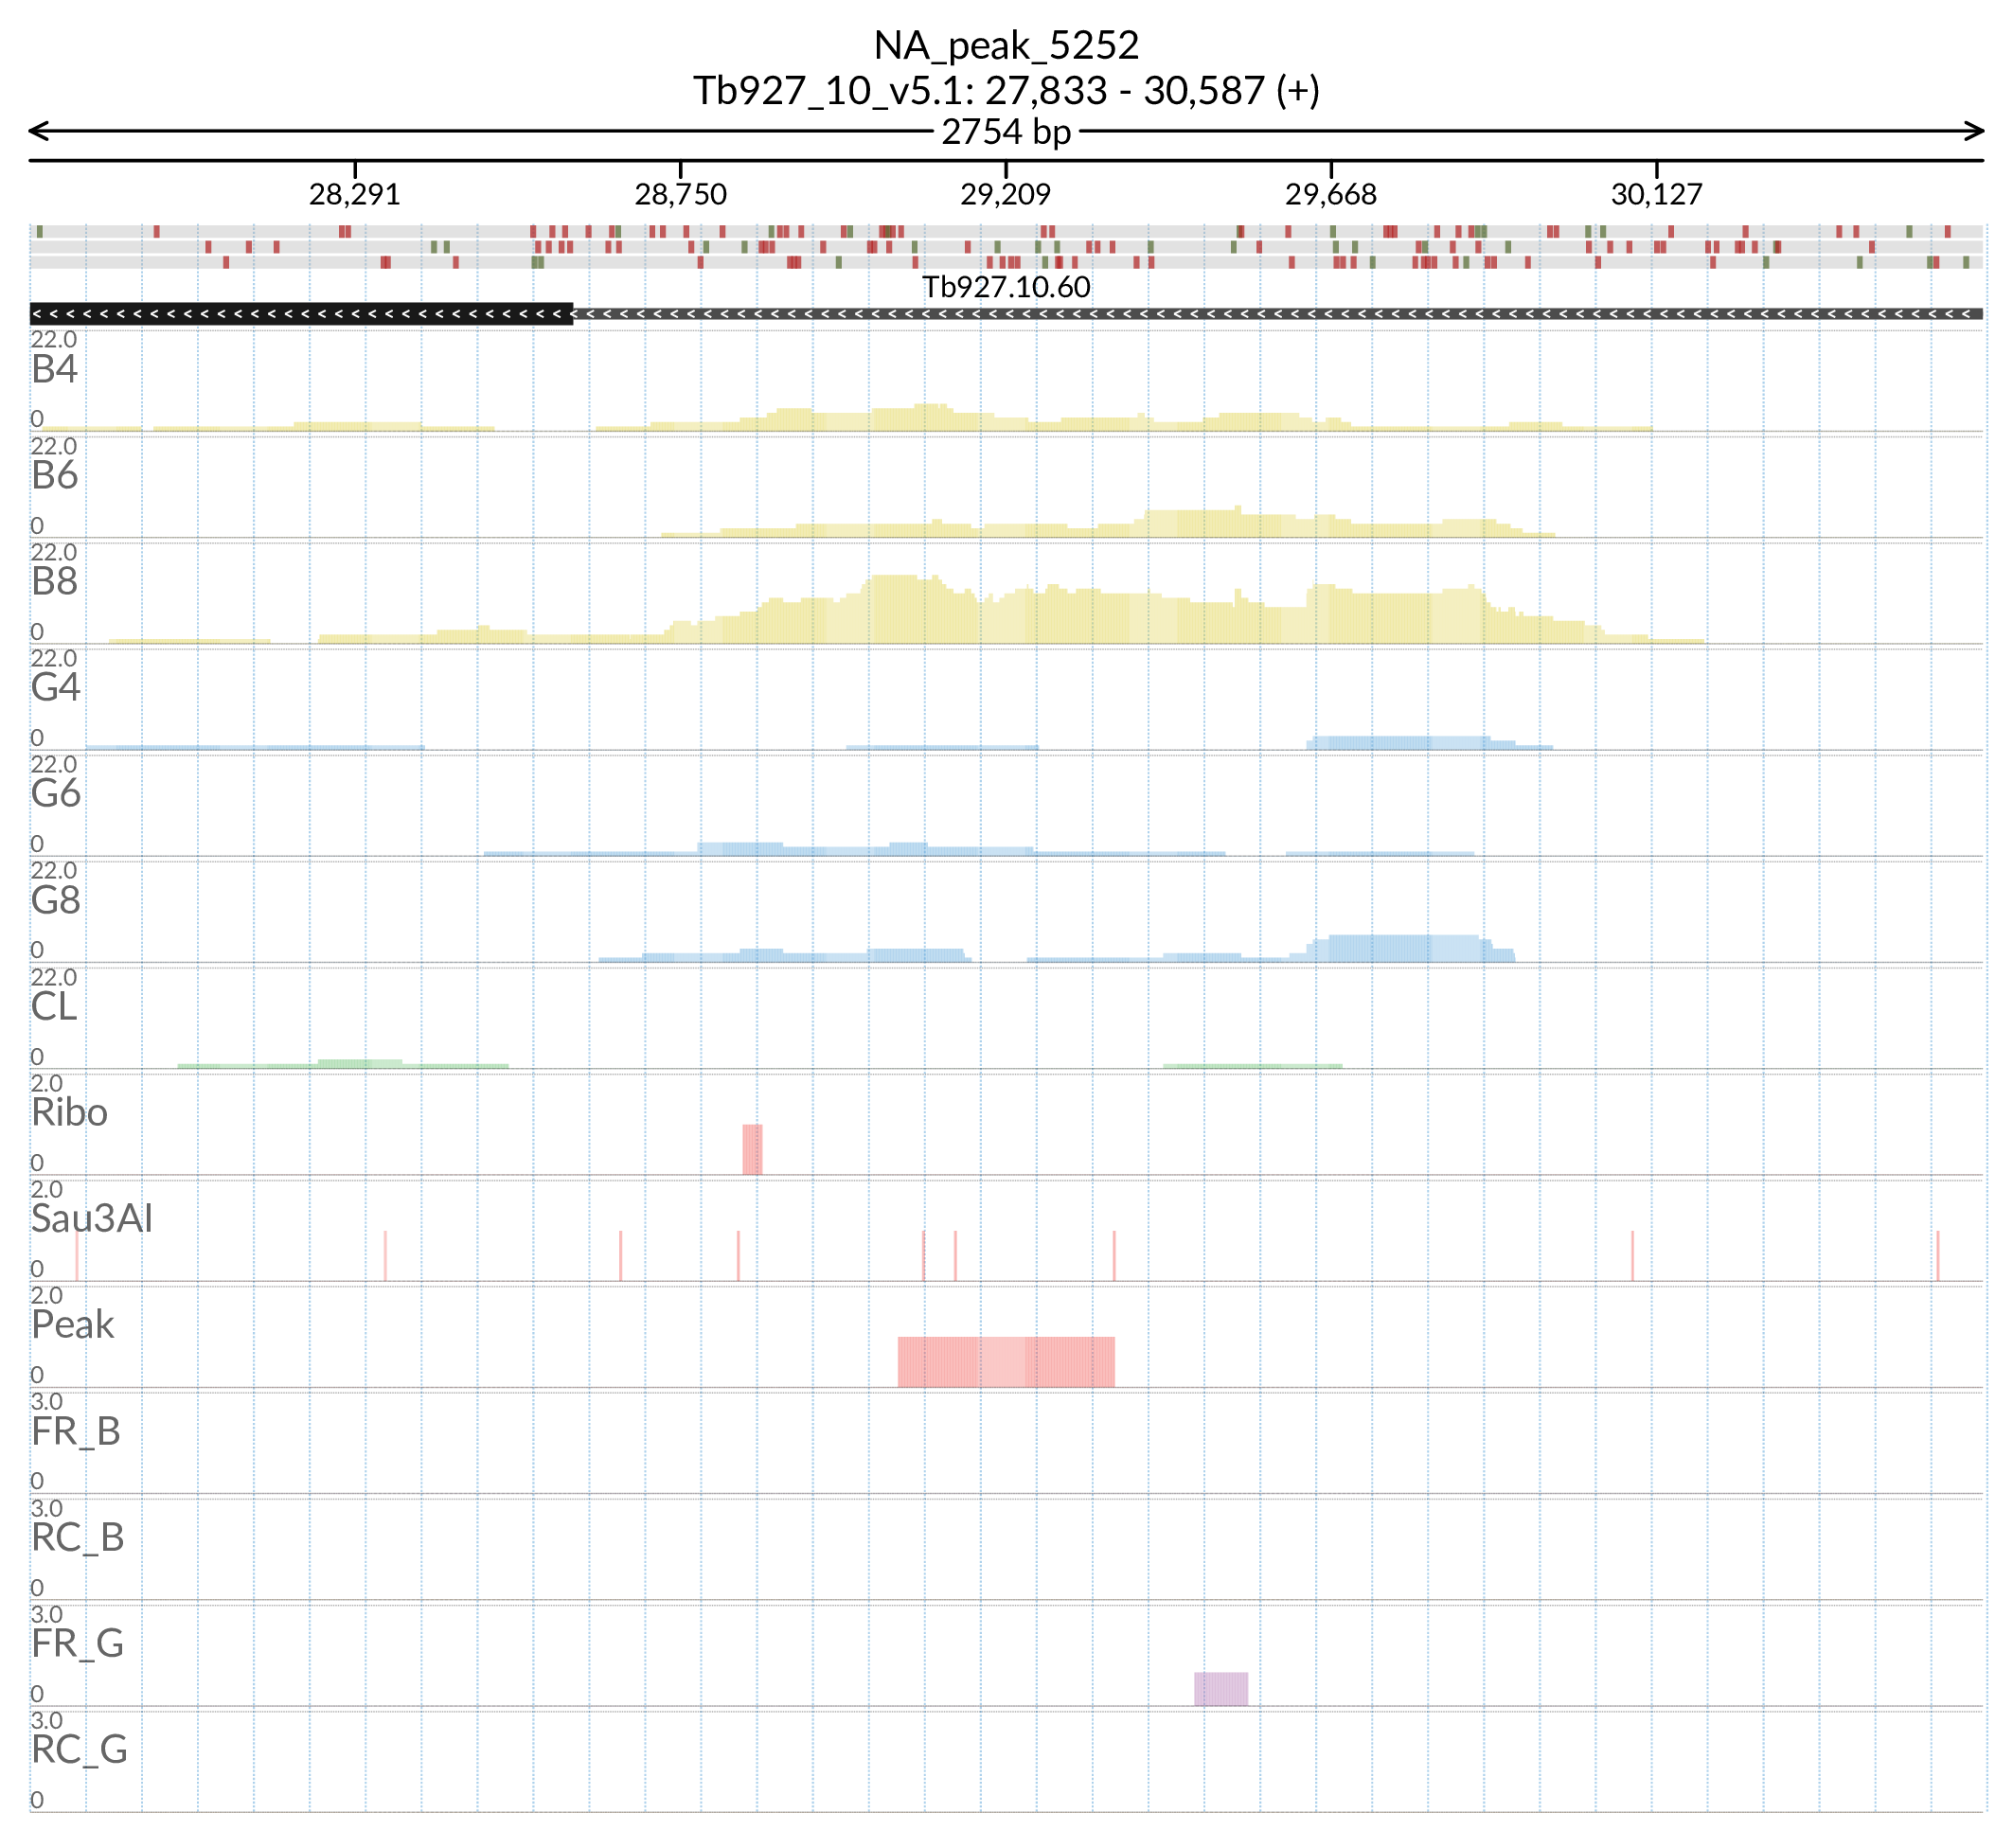 NA_peak_5252
Tb927_10_v5.1: 27,833 - 30,587 (+)
2754 bp
28,291 28,750 29,209 29,668 30,127
Tb927.10.60
22.0
B4
0
22.0
B6
0
22.0
B8
0
22.0
G4
0
22.0
G6
0
22.0
G8
0
22.0
CL
0
2.0
Ribo
0
2.0
Sau3AI
0
2.0
Peak
0
3.0
FR_B
0
3.0
RC_B
0
3.0
FR_G
0
3.0
RC_G
0